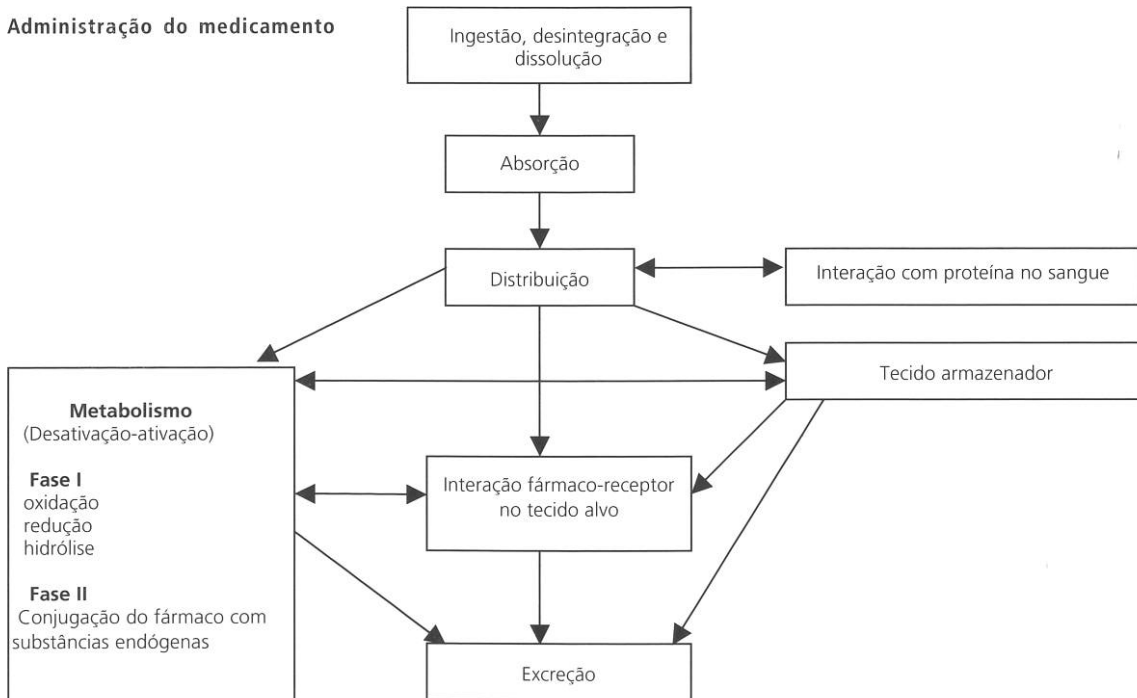 Administração do medicamento
Ingestão, desintegração e
dissolução
Absorção
Distribuição
Interação com proteína no sangue
Tecido armazenador
Metabolismo
(Desativação-ativação)
Fase I
oxidação
redução
hidrólise
Fase II
Conjugação do fármaco com
substâncias endógenas
Interação fármaco-receptor
no tecido alvo
Excreção